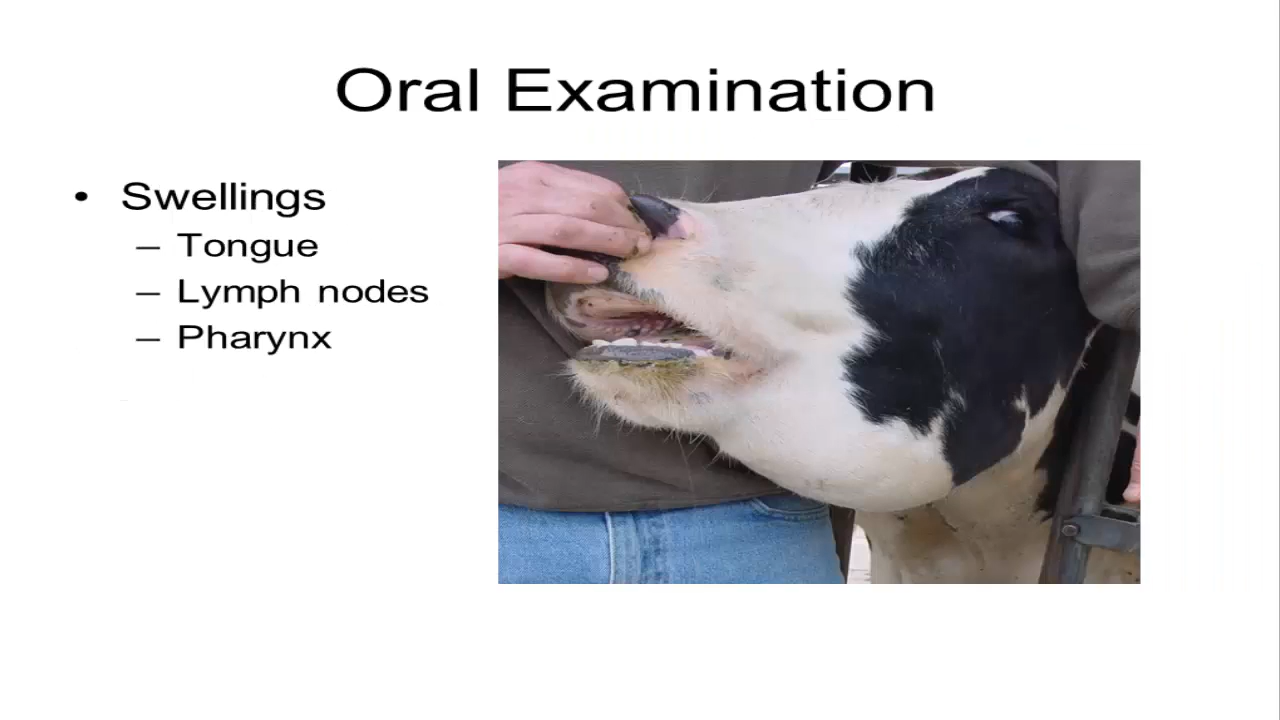 Oral Examination
• Swellings
– Tongue
– Lymph nodes
– Pharynx